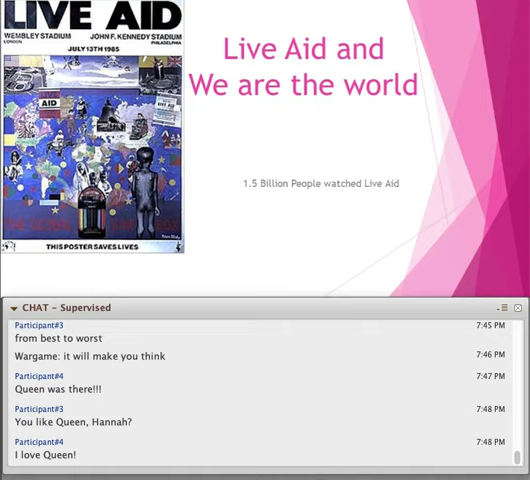 LIVE AID
WEMBLEY STADIUM JOHN F. KENNEDY STADIUM
LONDON PHILADELPHIA
JULY 13TH 1985
AID
THIS POSTER SAVES LIVES
Live Aid and
We are the world
1.5 Billion People watched Live Aid
CHAT - Supervised
Participant#3 7:45 PM
from best to worst
Wargame: it will make you think 7:46 PM
Participant#4 7:47 PM
Queen was there!!!
Participant#3 7:48 PM
You like Queen, Hannah?
Participant#4 7:48 PM
I love Queen!